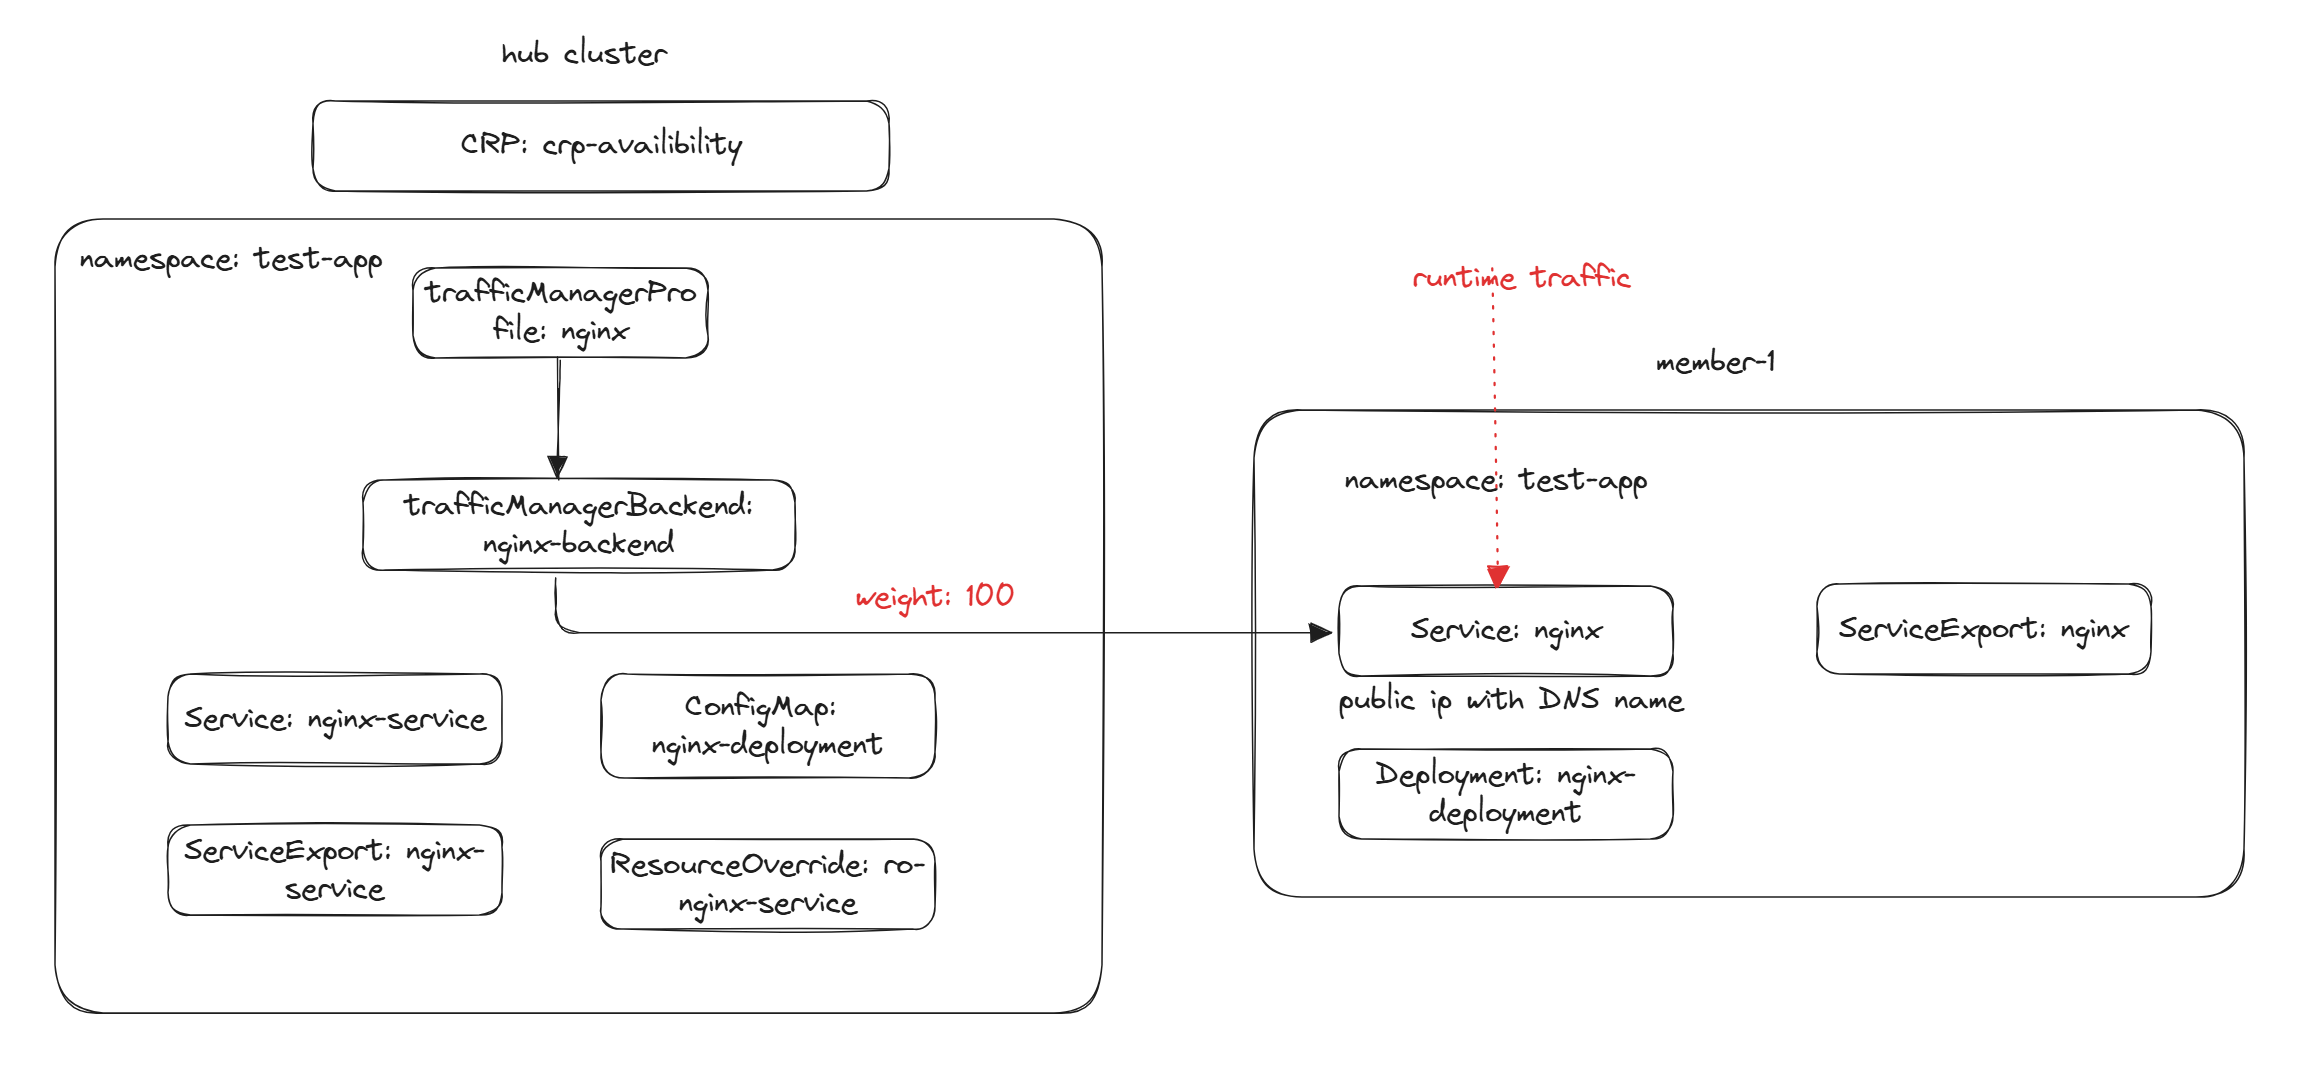 hub cluster
CRP: crp-availibility
namespace: test-app
trafficManagerPro
file: nginx
trafficManagerBackend:
nginx-backend
weight: 100
Service: nginx-service
ConfigMap:
nginx-deployment
ServiceExport: nginx-
service
ResourceOverride: ro-
nginx-service
runtime traffic
member-1
namespace: test-app
Service: nginx
ServiceExport: nginx
public ip with DNS name
Deployment: nginx-
deployment